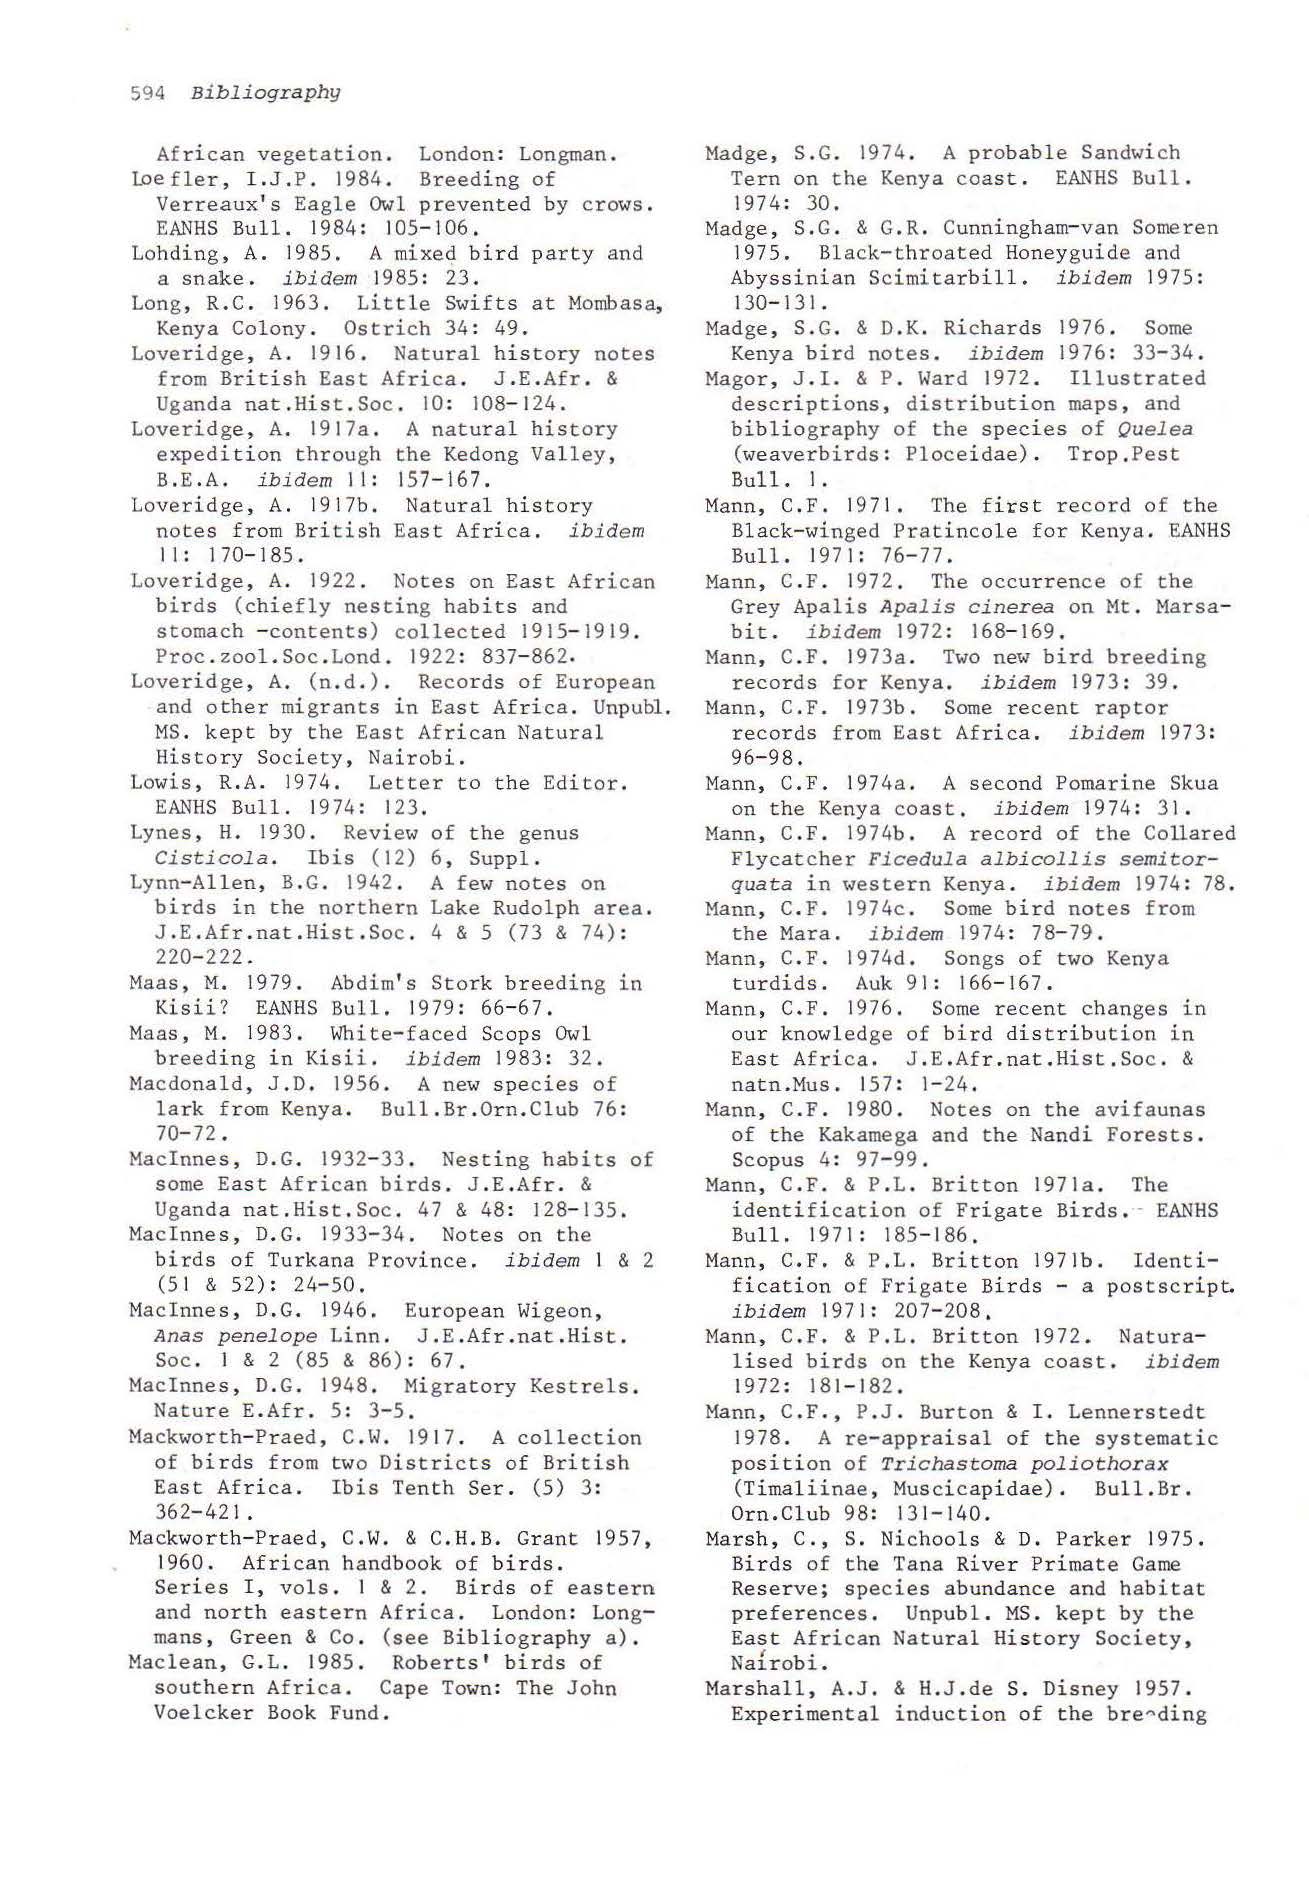 594 Bibliography
African vegetation. London: Longman.
Loefler, I.J.P. 1984. Breeding of
Verreaux's Eagle Owl prevented by crows.
EANHS Bull. 1984: 105-106.
Lohding, A. 1985. A mixed bird party and
a snake. ibidem 1985: 23.
Long, R.C. 1963. Little Swifts at Mombasa,
Kenya Colony. Ostrich 34: 49.
Loveridge, A. 1916. Natural history notes
from British East Africa. J.E.Afr. &
Uganda nat.Hist.Soc. 10: 108-124.
Loveridge, A. 1917a. A natural history
expedition through the Kedong Valley,
B.E.A. ibidem 11: 157-167.
Loveridge, A. 1917b. Natural history
notes from British East Africa. ibidem
11: 170-185.
Loveridge, A. 1922. Notes on East African
birds (chiefly nesting habits and
stomach -contents) collected 1915-1919.
Proc.zool.Soc.Lond. 1922: 837-862.
Loveridge, A. (n.d.). Records of European
and other migrants in East Africa. Unpubl.
MS. kept by the East African Natural
History Society, Nairobi.
Lowis, R.A. 1974. Letter to the Editor.
EANHS Bull. 1974: 123.
Lynes, H. 1930. Review of the genus
Cisticola. Ibis (12) 6, Suppl.
Lynn-Allen, B.G. 1942. A few notes on
birds in the northern Lake Rudolph area.
J.E.Afr.nat.Hist.Soc. 4 & 5 (73 & 74):
220-222.
Maas, M. 1979. Abdim's Stork breeding in
Kisii? EANHS Bull. 1979: 66-67.
Maas, M. 1983. White-faced Scops Owl
breeding in Kisii. ibidem 1983: 32.
Macdonald, J.D. 1956. A new species of
lark from Kenya. Bull.Br.Orn.Club 76:
70-72.
MacInnes, D.G. 1932-33. Nesting habits of
some East African birds. J.E.Afr. &
Uganda nat.Hist.Soc. 47 & 48: 128-135.
MacInnes, D.G. 1933-34. Notes on the
birds of Turkana Province. ibidem 1 & 2
(51 & 52): 24-50.
MacInnes, D.G. 1946. European Wigeon,
Anas penelope Linn. J.E.Afr.nat.Hist.
Soc. 1 & 2 (85 & 86): 67.
MacInnes, D.G. 1948. Migratory Kestrels.
Nature E.Afr. 5: 3-5.
Mackworth-Praed, C.W. 1917. A collection
of birds from two Districts of British
East Africa. Ibis Tenth Ser. (5) 3:
362-421.
Mackworth-Praed, C.W. & C.H.B. Grant 1957,
1960. African handbook of birds.
Series I, vols. 1 & 2. Birds of eastern
and north eastern Africa. London: Long-
mans, Green & Co. (see Bibliography a).
Maclean, G.L. 1985. Roberts' birds of
southern Africa. Cape Town: The John
Voelcker Book Fund.
Madge, S.G. 1974. A probable Sandwich
Tern on the Kenya coast. EANHS Bull.
1974: 30.
Madge, S.G. & G.R. Cunningham-van Someren
1975. Black-throated Honeyguide and
Abyssinian Scimitarbill. ibidem 1975:
130-131.
Madge, S.G. & D.K. Richards 1976. Some
Kenya bird notes. ibidem 1976: 33-34.
Magor, J.I. & P. Ward 1972. Illustrated
descriptions, distribution maps, and
bibliography of the species of Quelea
(weaverbirds: Ploceidae). Trop.Pest
Bull. 1.
Mann, C.F. 1971. The first record of the
Black-winged Pratincole for Kenya. EANHS
Bull. 1971: 76-77.
Mann, C.F. 1972. The occurrence of the
Grey Apalis Apalis cinerea on Mt. Marsa-
bit. ibidem 1972: 168-169.
Mann, C.F. 1973a. Two new bird breeding
records for Kenya. ibidem 1973: 39.
Mann, C.F. 1973b. Some recent raptor
records from East Africa. ibidem 1973:
96-98.
Mann, C.F. 1974a. A second Pomarine Skua
on the Kenya coast. ibidem 1974: 31.
Mann, C.F. 1974b. A record of the Collared
Flycatcher Ficedula albicollis semitor-
quata in western Kenya. ibidem 1974: 78.
Mann, C.F. 1974c. Some bird notes from
the Mara. ibidem 1974: 78-79.
Mann, C.F. 1974d. Songs of two Kenya
turdids. Auk 91: 166-167.
Mann, C.F. 1976. Some recent changes in
our knowledge of bird distribution in
East Africa. J.E.Afr.nat.Hist.Soc. &
natn.Mus. 157: 1-24.
Mann, C.F. 1980. Notes on the avifaunas
of the Kakamega and the Nandi Forests.
Scopus 4: 97-99.
Mann, C.F. & P.L. Britton 1971a. The
identification of Frigate Birds. EANHS
Bull. 1971: 185-186.
Mann, C.F. & P.L. Britton 1971b. Identi-
fication of Frigate Birds - a postscript.
ibidem 1971: 207-208.
Mann, C.F. & P.L. Britton 1972. Natura-
lised birds on the Kenya coast. ibidem
1972: 181-182.
Mann, C.F., P.J. Burton & I. Lennerstedt
1978. A re-appraisal of the systematic
position of Trichastoma poliothorax
(Timaliinae, Muscicapidae). Bull.Br.
Orn.Club 98: 131-140.
Marsh, C., S. Nichools & D. Parker 1975.
Birds of the Tana River Primate Game
Reserve; species abundance and habitat
preferences. Unpubl. MS. kept by the
East African Natural History Society,
Nairobi.
Marshall, A.J. & H.J.de S. Disney 1957.
Experimental induction of the breeding